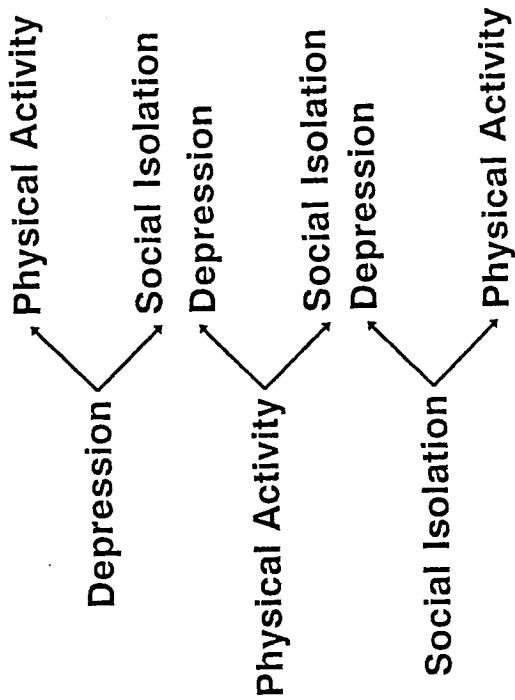 Physical Activity
Depression
Social Isolation
Depression
Physical Activity
Social Isolation
Depression
Social Isolation
Physical Activity